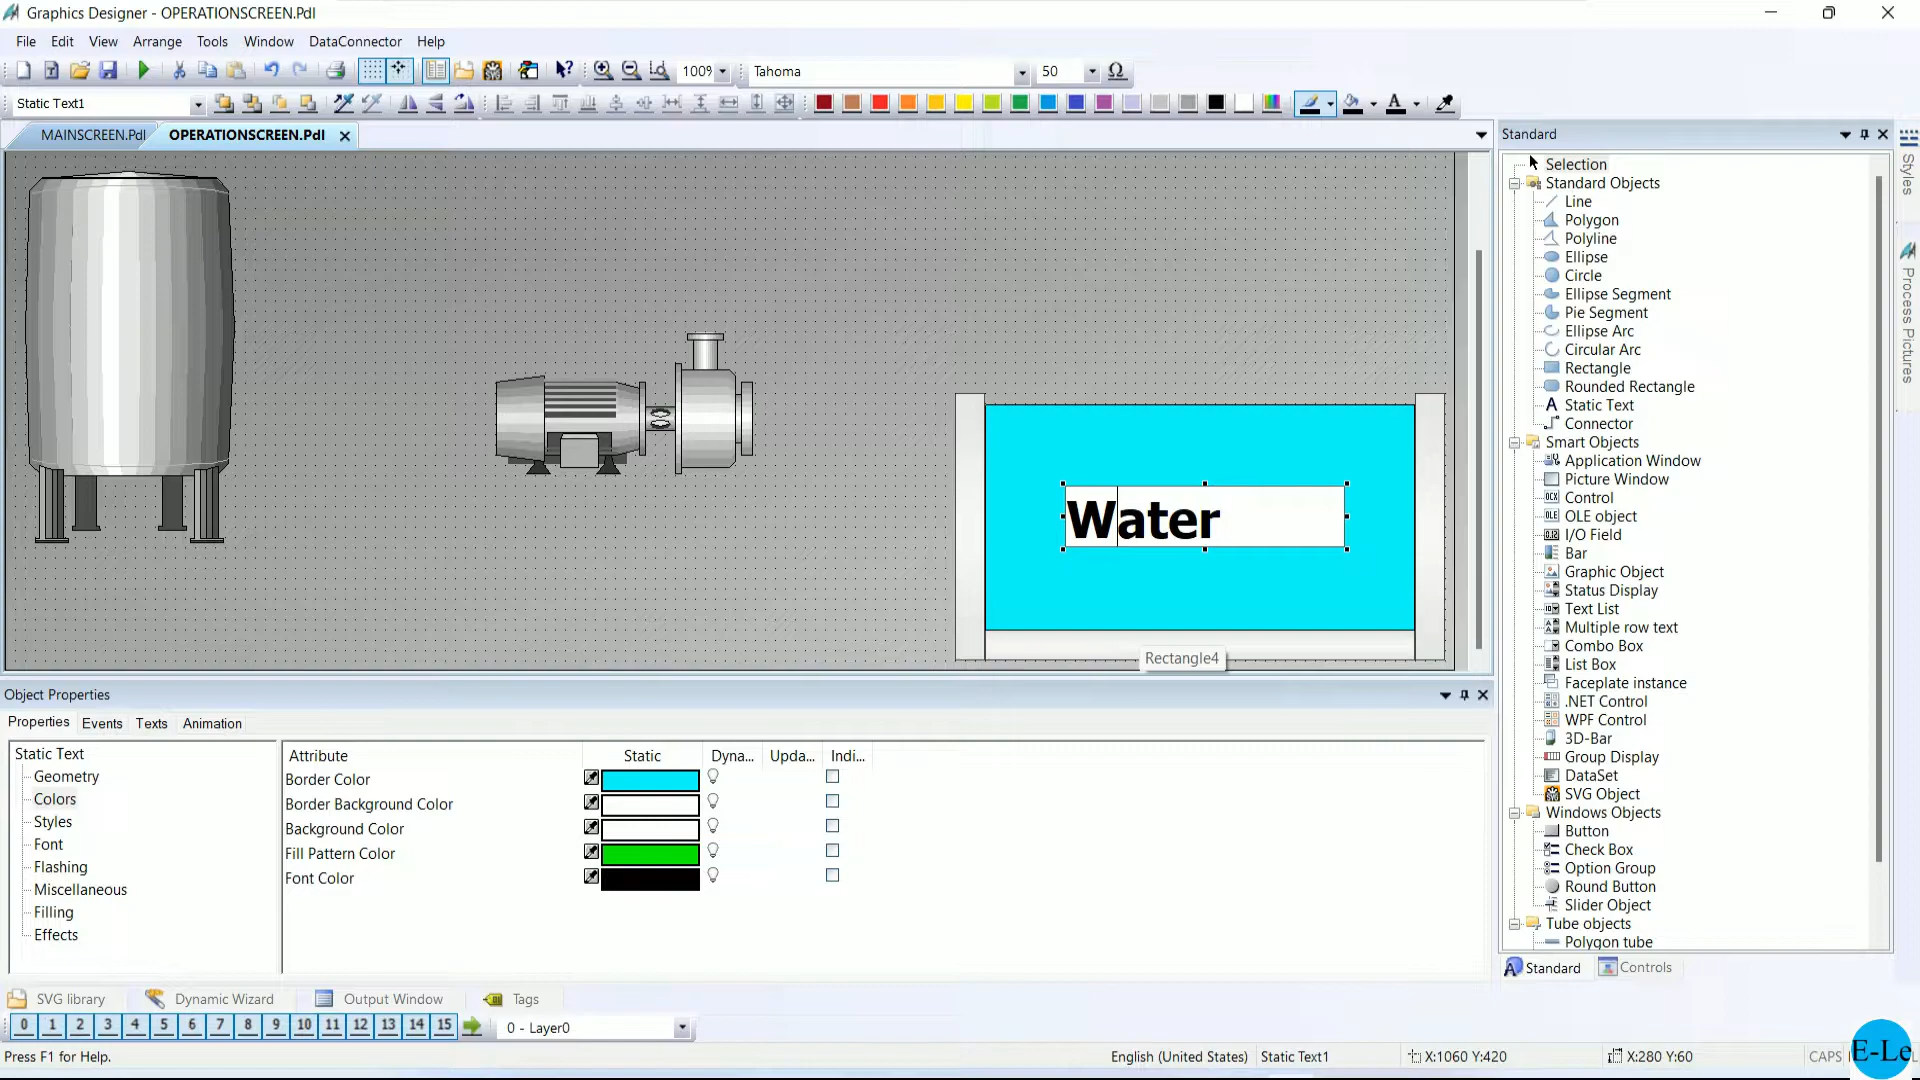 Graphics Designer - OPERATIONSCREEN.Pdl
File Edit View Arrange Tools Window DataConnector Help
100% Tahoma 50 Ω
Static Text1
MAINSCREEN.Pdl OPERATIONSCREEN.Pdl
Water
Rectangle4
Standard
Selection
Standard Objects
Line
Polygon
Polyline
Ellipse
Circle
Ellipse Segment
Pie Segment
Ellipse Arc
Circular Arc
Rectangle
Rounded Rectangle
Static Text
Connector
Smart Objects
Application Window
Picture Window
Control
OLE object
I/O Field
Bar
Graphic Object
Status Display
Text List
Multiple row text
Combo Box
List Box
Faceplate instance
.NET Control
WPF Control
3D-Bar
Group Display
DataSet
SVG Object
Windows Objects
Button
Check Box
Option Group
Round Button
Slider Object
Tube objects
Polygon tube
Standard Controls
Styles
Process Pictures
Object Properties
Properties Events Texts Animation
Static Text
Geometry
Colors
Styles
Font
Flashing
Miscellaneous
Filling
Effects
Attribute Static Dyna... Upda... Indi...
Border Color
Border Background Color
Background Color
Fill Pattern Color
Font Color
SVG library Dynamic Wizard Output Window Tags
0 1 2 3 4 5 6 7 8 9 10 11 12 13 14 15 0 - Layer0
Press F1 for Help. English (United States) Static Text1 X:1060 Y:420 X:280 Y:60 CAPS
E-Le